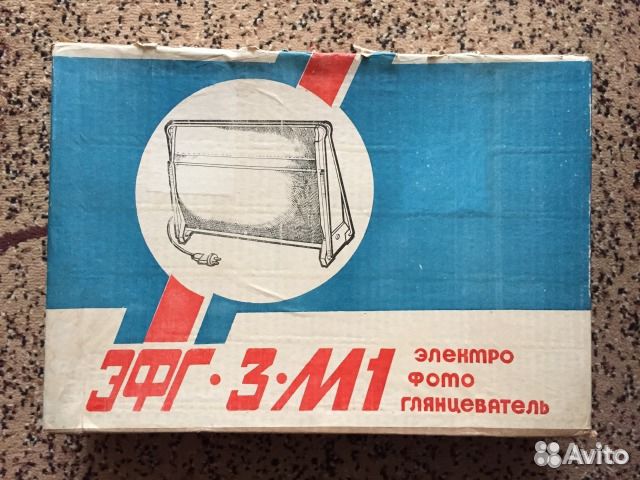 ЭФГ·3·М1
электро
фото
глянцеватель
Avito